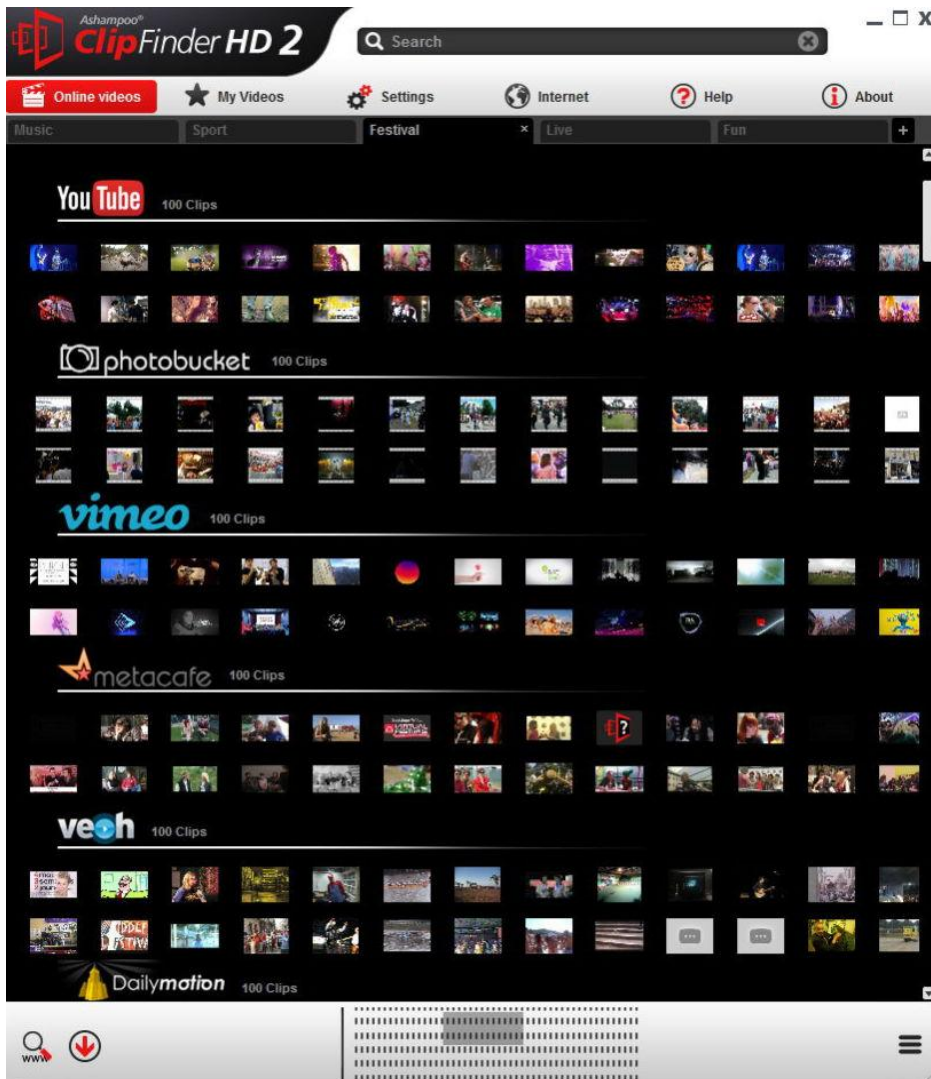 Ashampoo®
ClipFinder HD 2
Search
Online videos
My Videos
Settings
Internet
Help
About
Music
Sport
Festival
Live
Fun
YouTube 100 Clips
photobucket 100 Clips
vimeo 100 Clips
metacafe 100 Clips
veoh 100 Clips
Dailymotion 100 Clips
www